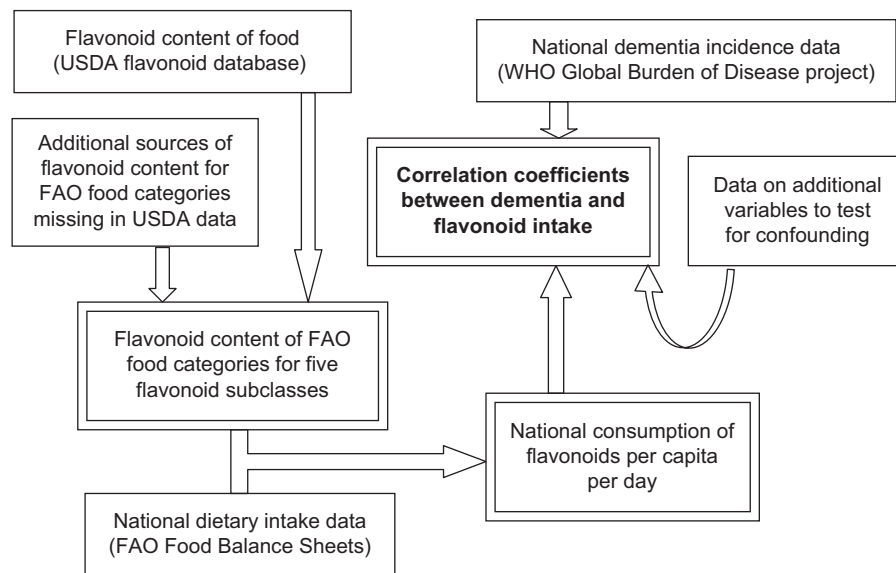 Flavonoid content of food
(USDA flavonoid database)
National dementia incidence data
(WHO Global Burden of Disease project)
Additional sources of
flavonoid content for
FAO food categories
missing in USDA data
Correlation coefficients
between dementia and
flavonoid intake
Data on additional
variables to test
for confounding
Flavonoid content of FAO
food categories for five
flavonoid subclasses
National consumption of
flavonoids per capita
per day
National dietary intake data
(FAO Food Balance Sheets)